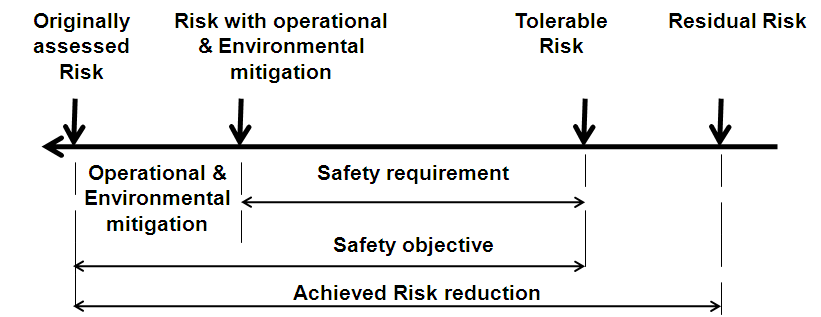 Originally
assessed
Risk
Risk with operational
& Environmental
mitigation
Tolerable
Risk
Residual Risk
Operational &
Environmental
mitigation
Safety requirement
Safety objective
Achieved Risk reduction